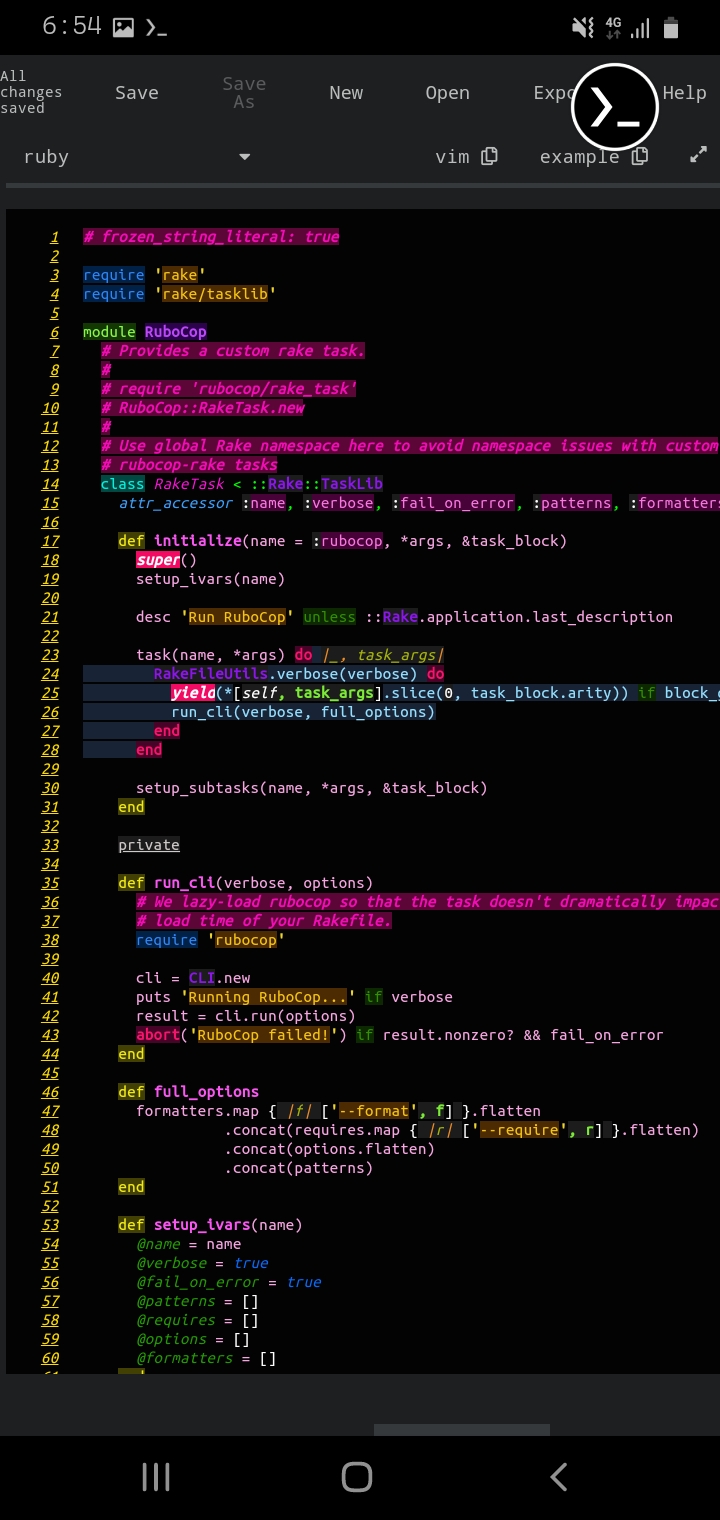 6:54 4G
All changes saved Save Save As New Open Expo Help
ruby vim example
1 # frozen_string_literal: true
2
3 require 'rake'
4 require 'rake/tasklib'
5
6 module RuboCop
7 # Provides a custom rake task.
8 #
9 # require 'rubocop/rake_task'
10 # RuboCop::RakeTask.new
11 #
12 # Use global Rake namespace here to avoid namespace issues with custom
13 # rubocop-rake tasks
14 class RakeTask < ::Rake::TaskLib
15 attr_accessor :name, :verbose, :fail_on_error, :patterns, :formatters
16
17 def initialize(name = :rubocop, *args, &task_block)
18 super()
19 setup_ivars(name)
20
21 desc 'Run RuboCop' unless ::Rake.application.last_description
22
23 task(name, *args) do |_, task_args|
24 RakeFileUtils.verbose(verbose) do
25 yield(*[self, task_args].slice(0, task_block.arity)) if block_
26 run_cli(verbose, full_options)
27 end
28 end
29
30 setup_subtasks(name, *args, &task_block)
31 end
32
33 private
34
35 def run_cli(verbose, options)
36 # We lazy-load rubocop so that the task doesn't dramatically impac
37 # load time of your Rakefile.
38 require 'rubocop'
39
40 cli = CLI.new
41 puts 'Running RuboCop...' if verbose
42 result = cli.run(options)
43 abort('RuboCop failed!') if result.nonzero? && fail_on_error
44 end
45
46 def full_options
47 formatters.map { |f| ['--format', f] }.flatten
48 .concat(requires.map { |r| ['--require', r] }.flatten)
49 .concat(options.flatten)
50 .concat(patterns)
51 end
52
53 def setup_ivars(name)
54 @name = name
55 @verbose = true
56 @fail_on_error = true
57 @patterns = []
58 @requires = []
59 @options = []
60 @formatters = []